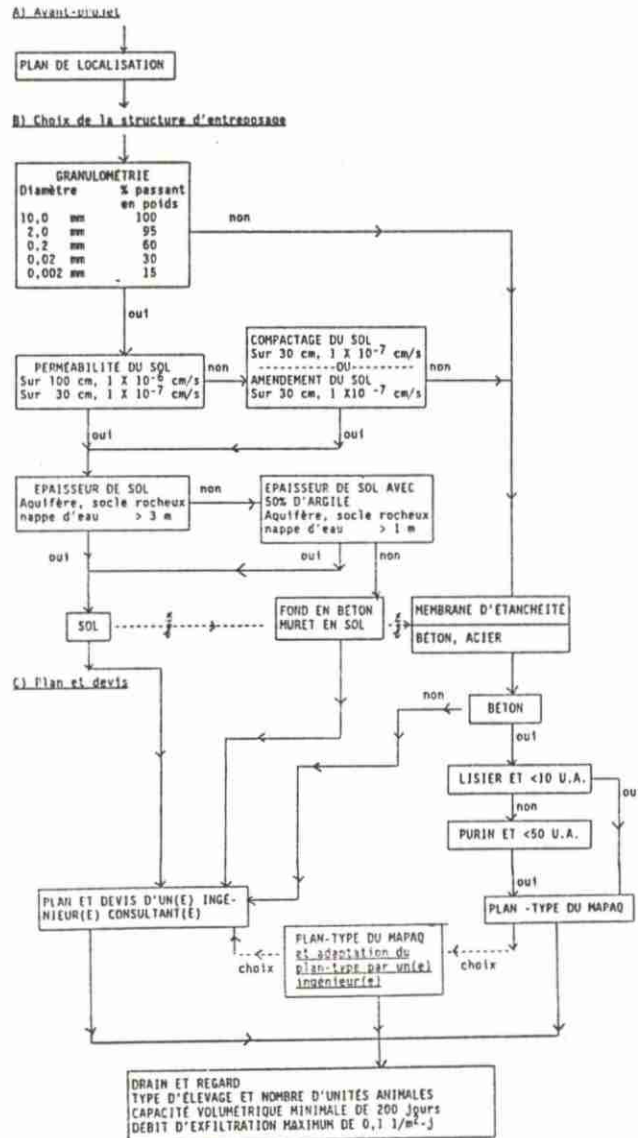 A) Avant-projet
PLAN DE LOCALISATION
B) Choix de la structure d'entreposage
GRANULOMÉTRIE
Diamètre % passant
en poids
10,0 mm 100
2,0 mm 95
0.2 mm 60
0,02 mm 30
0,002 mm 15
non
oui
PERMÉABILITÉ DU SOL
Sur 100 cm, 1 X 10-6 cm/s
Sur 30 cm, 1 X 10-7 cm/s
non
COMPACTAGE DU SOL
Sur 30 cm, 1 X 10-7 cm/s
OU
AMENDEMENT DU SOL
Sur 30 cm, 1 X10 -7 cm/s
non
oui
oui
EPAISSEUR DE SOL
Aquifère, socle rocheux
nappe d'eau > 3 m
non
EPAISSEUR DE SOL AVEC
50% D'ARGILE
Aquifère, socle rocheux
nappe d'eau > 1 m
oui
oui
non
SOL
FOND EN BÉTON
MURET EN SOL
MEMBRANE D'ÉTANCHÉITÉ
BÉTON, ACIER
C) Plan et devis
non
BÉTON
oui
LISIER ET <10 U.A.
ou
non
PURIN ET <50 U.A.
oui
PLAN ET DEVIS D'UN(E) INGÉ-
NIEUR(E) CONSULTANT(E)
PLAN -TYPE DU MAPAQ
choix
PLAN-TYPE DU MAPAQ
et adaptation du
plan-type par un(e)
ingénieur(e)
choix
DRAIN ET REGARD
TYPE D'ÉLEVAGE ET NOMBRE D'UNITÉS ANIMALES
CAPACITÉ VOLUMÉTRIQUE MINIMALE DE 200 jours
DÉBIT D'EXFILTRATION MAXIMUM DE 0,1 l/m²-j